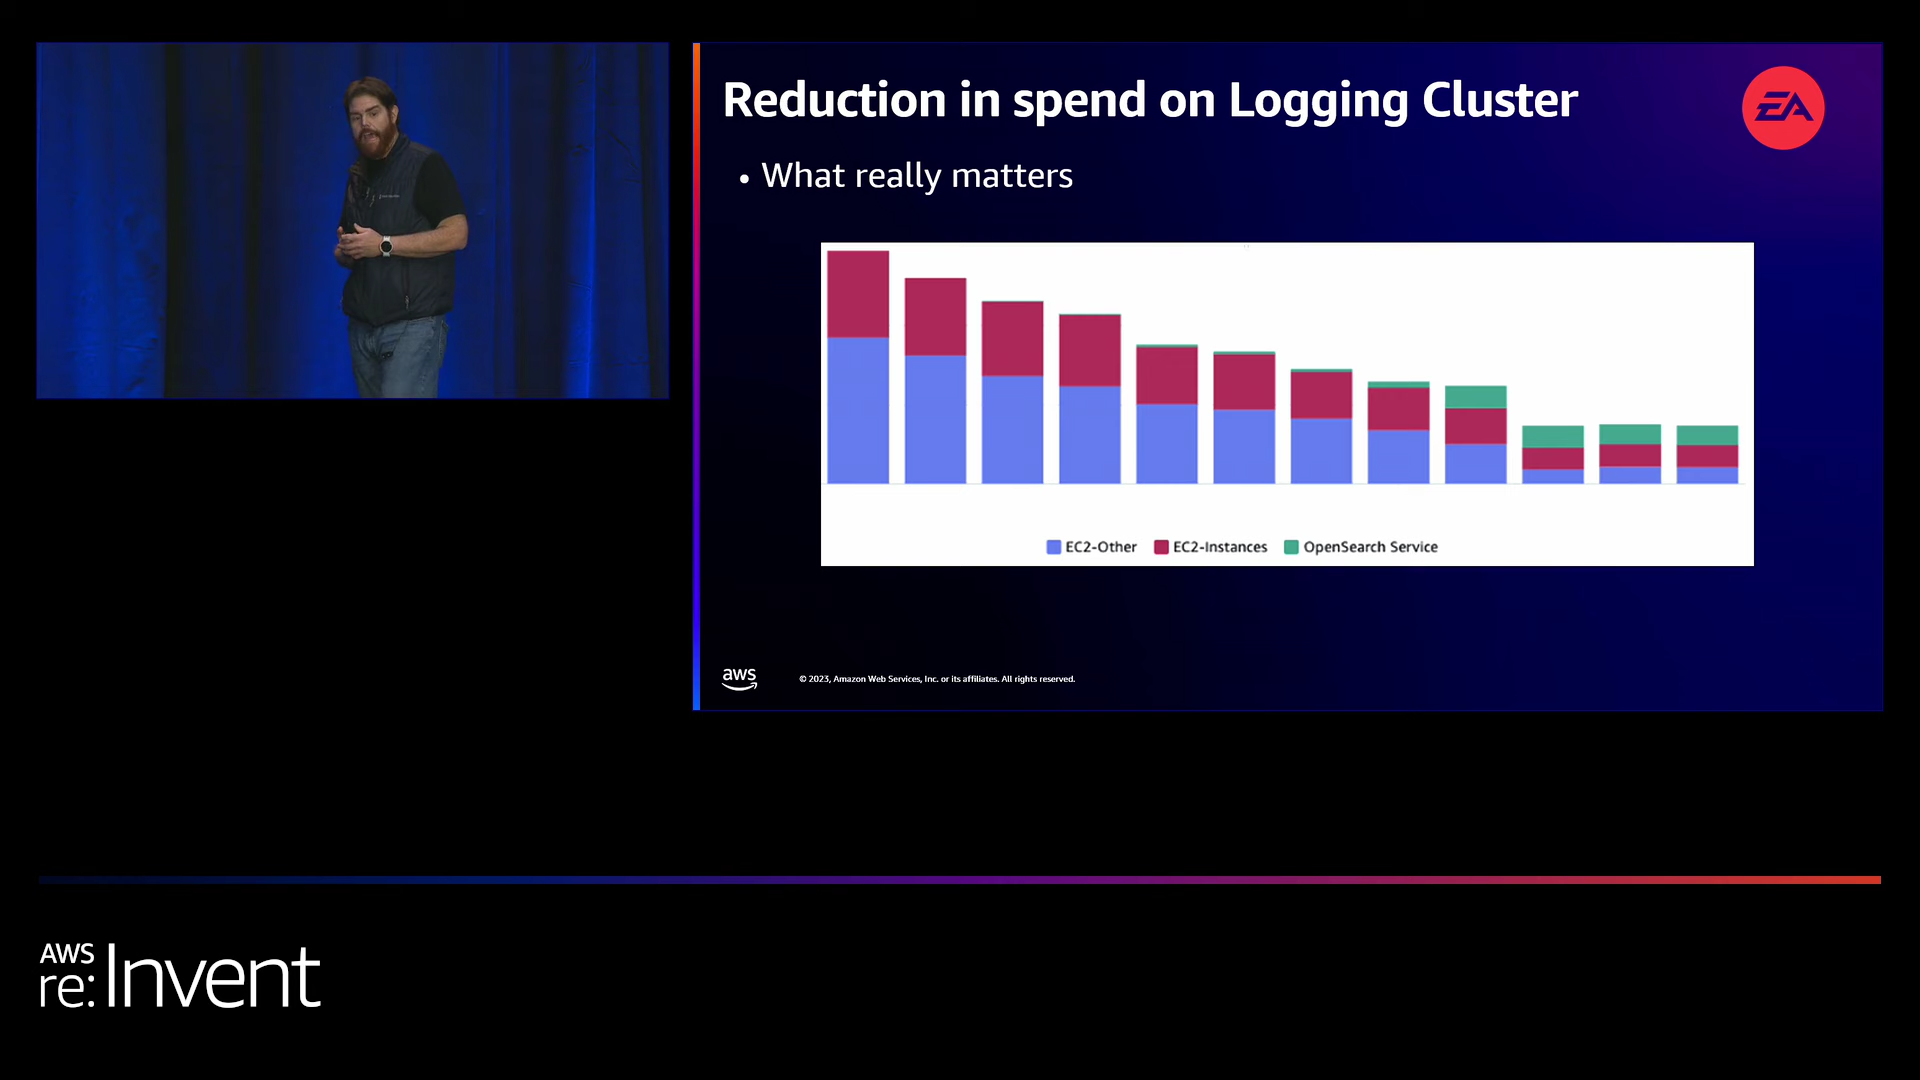 Reduction in spend on Logging Cluster
EA
• What really matters
EC2-Other EC2-Instances OpenSearch Service
aws
© 2023, Amazon Web Services, Inc. or its affiliates. All rights reserved.
AWS
re:Invent